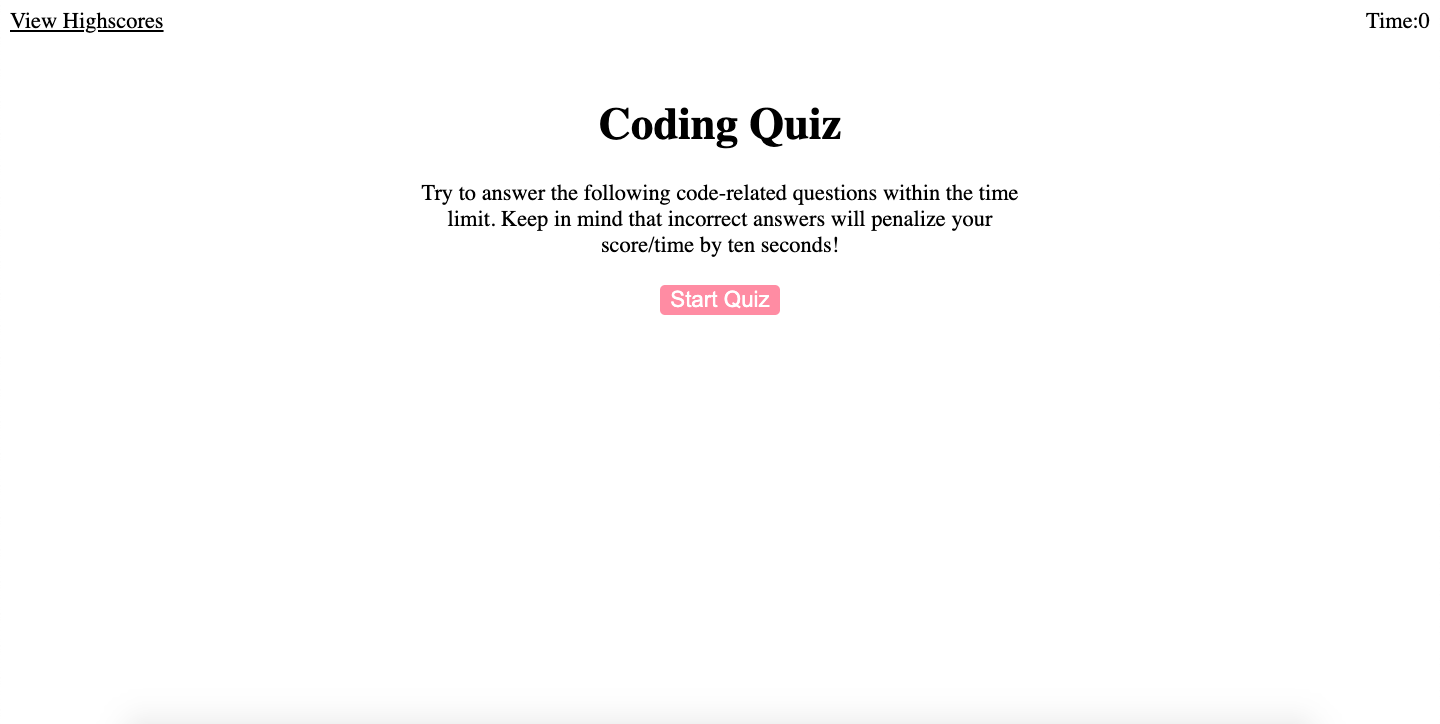 View Highscores
Time:0
Coding Quiz
Try to answer the following code-related questions within the time
limit. Keep in mind that incorrect answers will penalize your
score/time by ten seconds!
Start Quiz